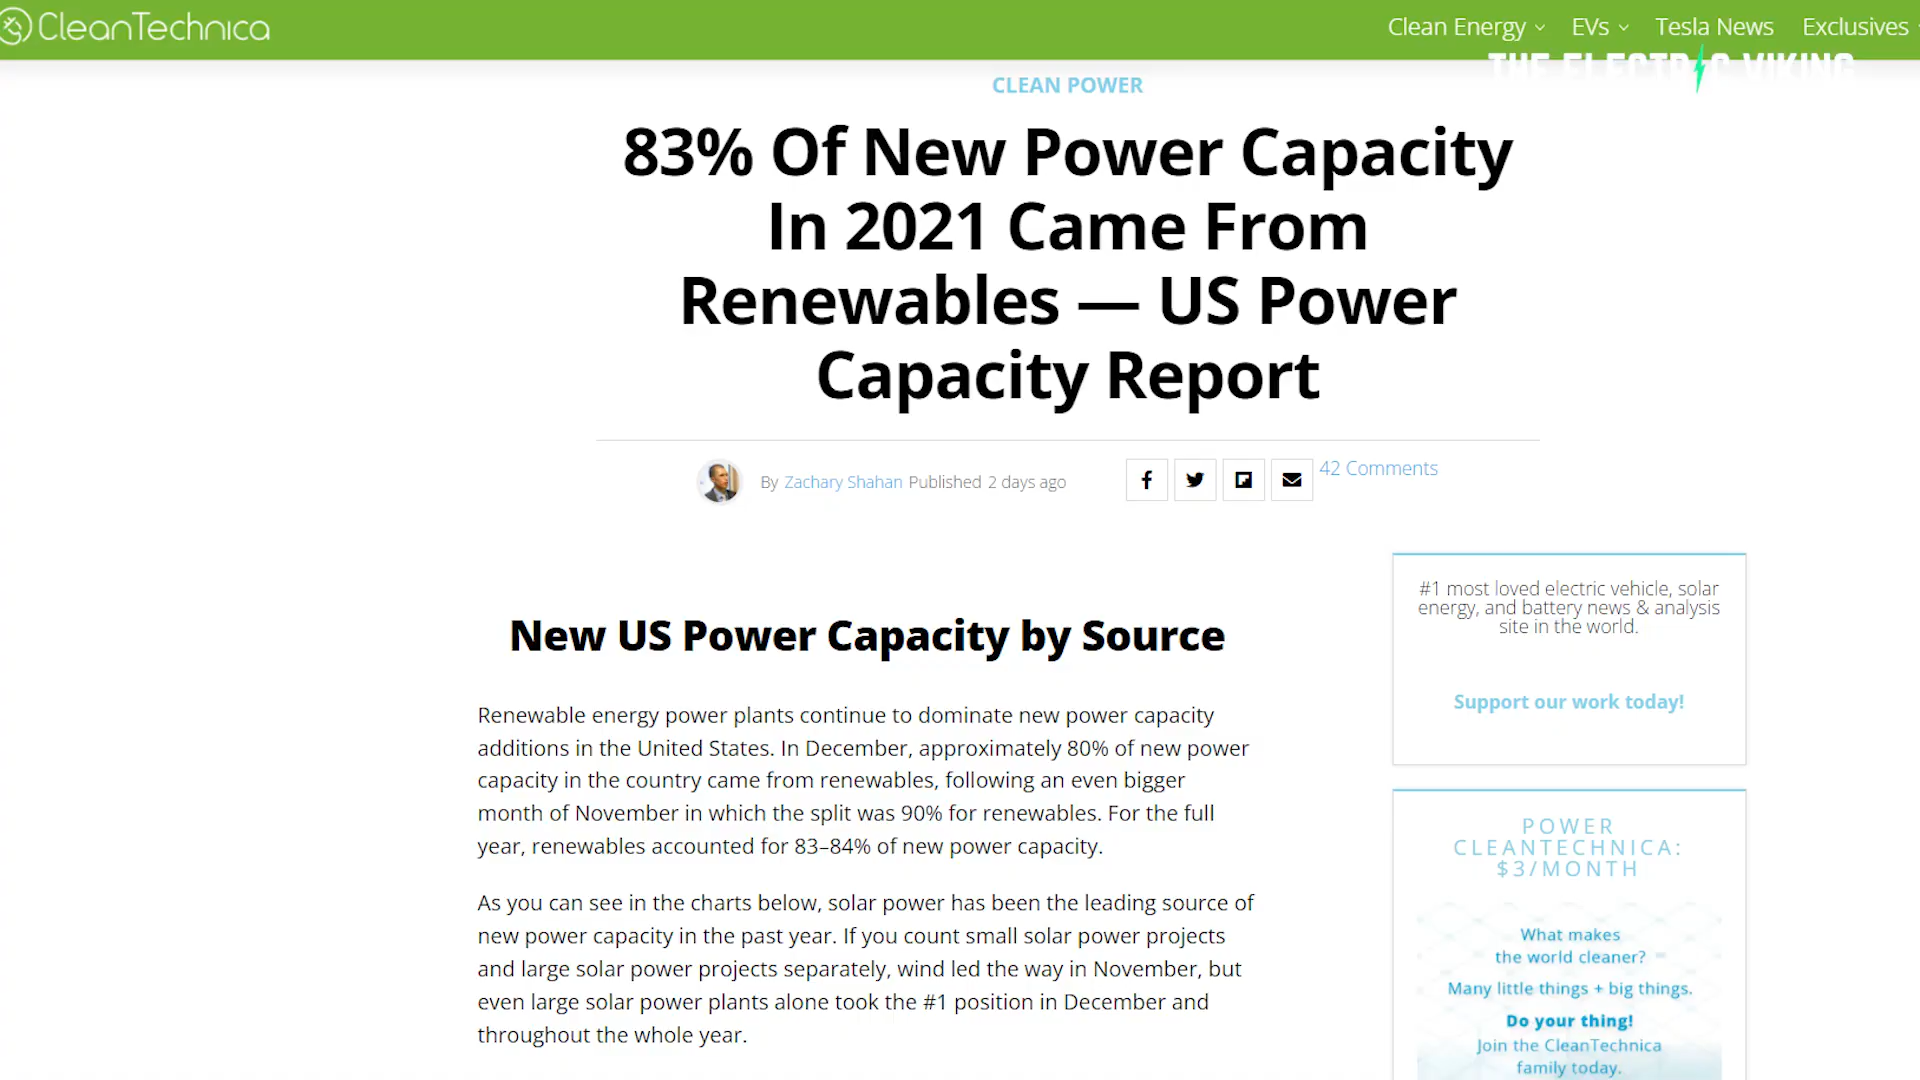 CleanTechnica
Clean Energy EVs Tesla News Exclusives
THE ELECTRIC VIKING
CLEAN POWER
83% Of New Power Capacity
In 2021 Came From
Renewables — US Power
Capacity Report
By Zachary Shahan Published 2 days ago
42 Comments
New US Power Capacity by Source
Renewable energy power plants continue to dominate new power capacity
additions in the United States. In December, approximately 80% of new power
capacity in the country came from renewables, following an even bigger
month of November in which the split was 90% for renewables. For the full
year, renewables accounted for 83–84% of new power capacity.
As you can see in the charts below, solar power has been the leading source of
new power capacity in the past year. If you count small solar power projects
and large solar power projects separately, wind led the way in November, but
even large solar power plants alone took the #1 position in December and
throughout the whole year.
#1 most loved electric vehicle, solar
energy, and battery news & analysis
site in the world.
Support our work today!
POWER
CLEANTECHNICA:
$3/MONTH
What makes
the world cleaner?
Many little things + big things.
Do your thing!
Join the CleanTechnica
family today.